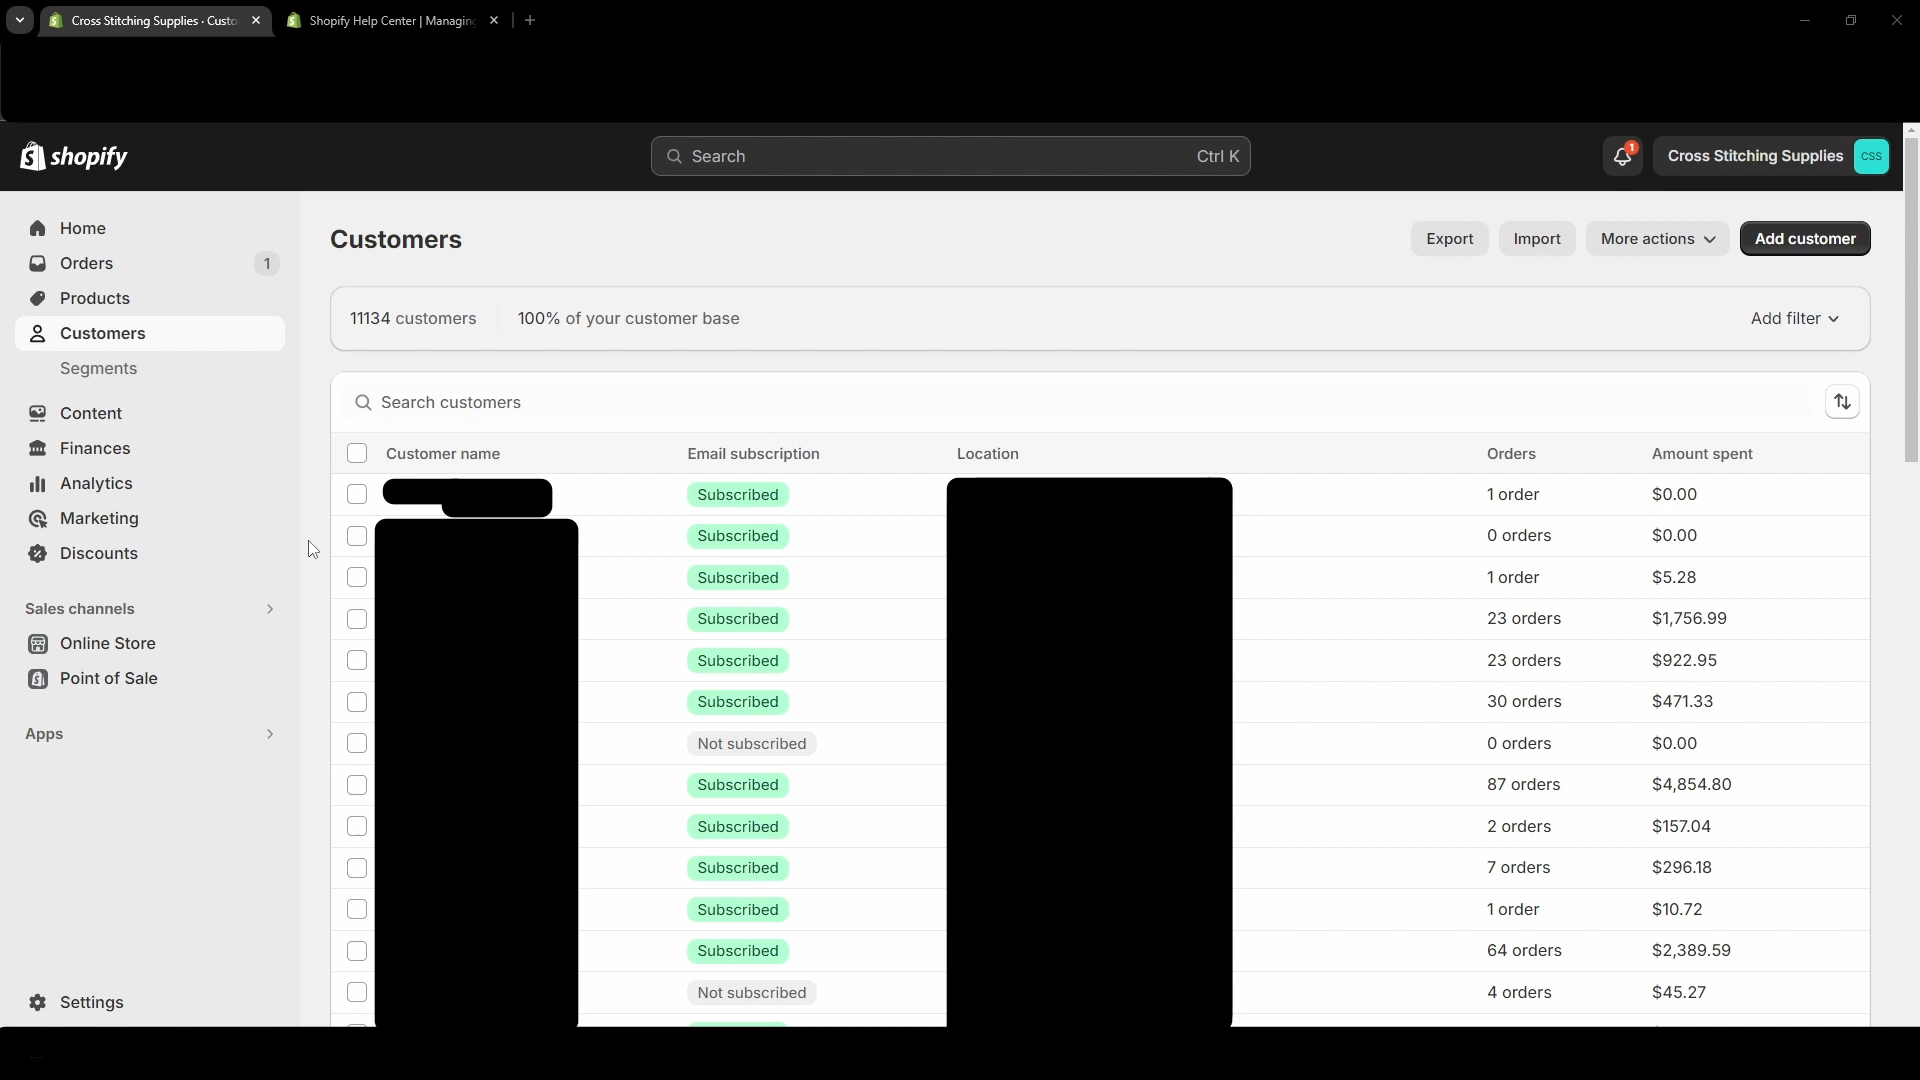 Cross Stitching Supplies · Custo
Shopify Help Center | Managing
shopify
Search
Ctrl K
1
Cross Stitching Supplies
CSS
Home
Orders
1
Products
Customers
Segments
Content
Finances
Analytics
Marketing
Discounts
Sales channels
Online Store
Point of Sale
Apps
Settings
Customers
Export
Import
More actions
Add customer
11134 customers
100% of your customer base
Add filter
Search customers
Customer name Email subscription Location Orders Amount spent
Subscribed 1 order $0.00
Subscribed 0 orders $0.00
Subscribed 1 order $5.28
Subscribed 23 orders $1,756.99
Subscribed 23 orders $922.95
Subscribed 30 orders $471.33
Not subscribed 0 orders $0.00
Subscribed 87 orders $4,854.80
Subscribed 2 orders $157.04
Subscribed 7 orders $296.18
Subscribed 1 order $10.72
Subscribed 64 orders $2,389.59
Not subscribed 4 orders $45.27